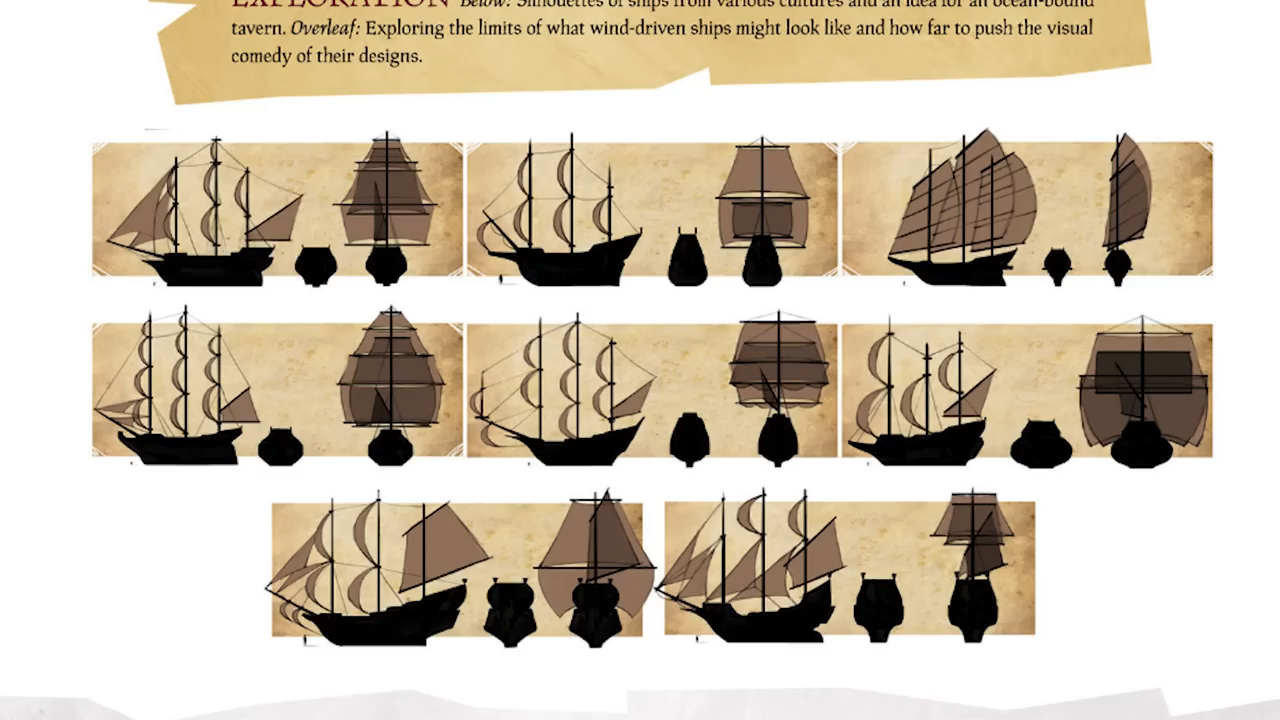 EXPLORATION Below: Silhouettes of ships from various cultures and an idea for an ocean-bound
tavern. Overleaf: Exploring the limits of what wind-driven ships might look like and how far to push the visual
comedy of their designs.